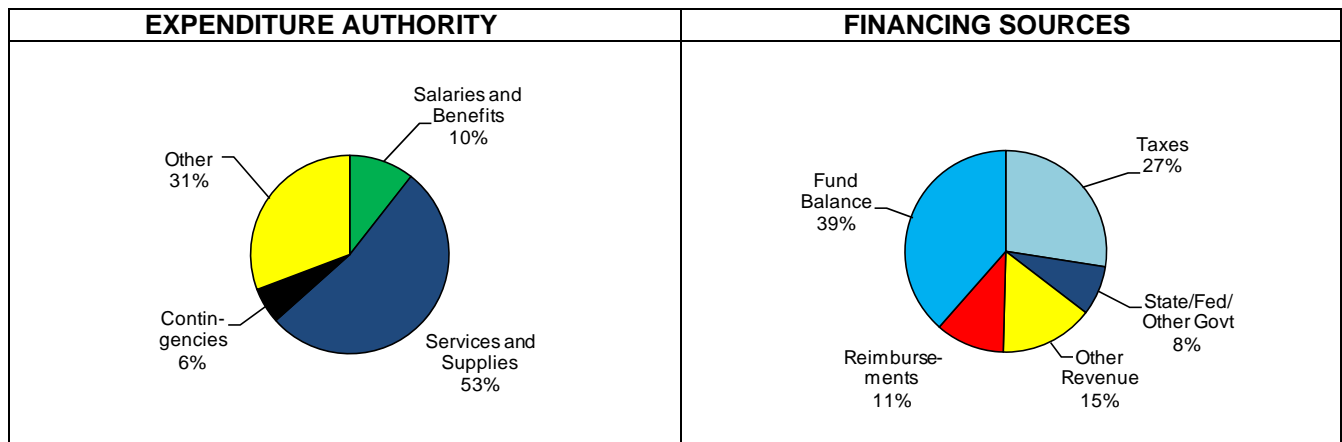 EXPENDITURE AUTHORITY
Salaries and
Benefits
10%
Other
31%
Contin-
gencies
6%
Services and
Supplies
53%
FINANCING SOURCES
Taxes
27%
Fund
Balance
39%
State/Fed/
Other Govt
8%
Reimburse-
ments
11%
Other
Revenue
15%